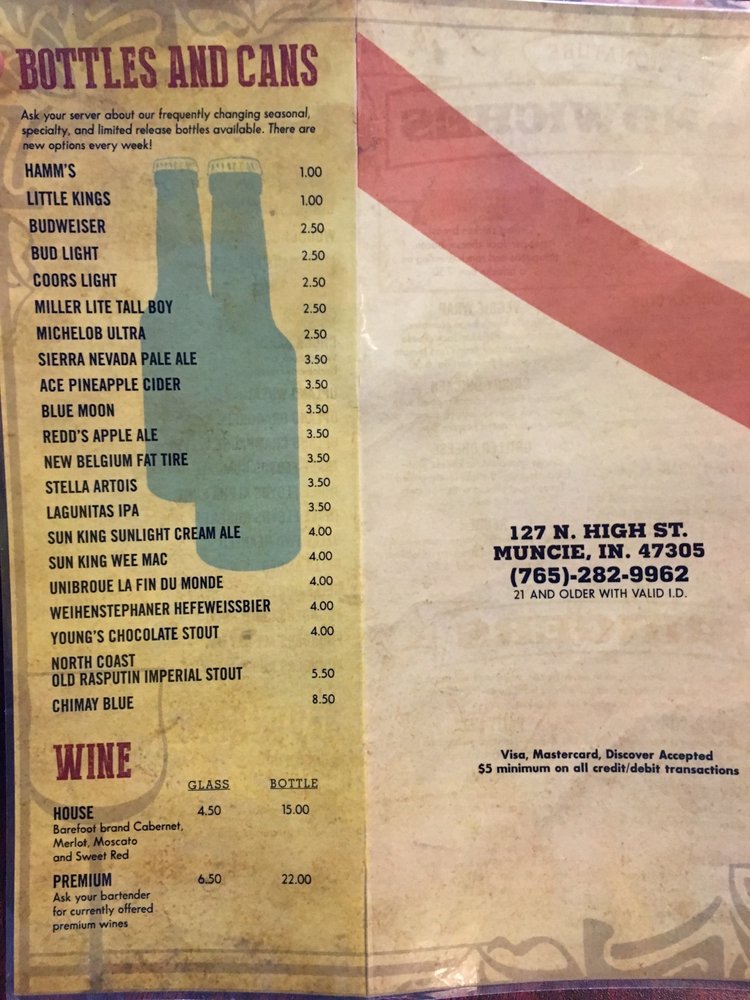 BOTTLES AND CANS
Ask your server about our frequently changing seasonal,
specialty, and limited release bottles available. There are
new options every week!
HAMM'S 1.00
LITTLE KINGS 1.00
BUDWEISER 2.50
BUD LIGHT 2.50
COORS LIGHT 2.50
MILLER LITE TALL BOY 2.50
MICHELOB ULTRA 2.50
SIERRA NEVADA PALE ALE 3.50
ACE PINEAPPLE CIDER 3.50
BLUE MOON 3.50
REDD'S APPLE ALE 3.50
NEW BELGIUM FAT TIRE 3.50
STELLA ARTOIS 3.50
LAGUNITAS IPA 3.50
SUN KING SUNLIGHT CREAM ALE 4.00
SUN KING WEE MAC 4.00
UNIBROUE LA FIN DU MONDE 4.00
WEIHENSTEPHANER HEFEWEISSBIER 4.00
YOUNG'S CHOCOLATE STOUT 4.00
NORTH COAST
OLD RASPUTIN IMPERIAL STOUT 5.50
CHIMAY BLUE 8.50
WINE
GLASS BOTTLE
HOUSE 4.50 15.00
Barefoot brand Cabernet,
Merlot, Moscato
and Sweet Red
PREMIUM 6.50 22.00
Ask your bartender
for currently offered
premium wines
127 N. HIGH ST.
MUNCIE, IN. 47305
(765)-282-9962
21 AND OLDER WITH VALID I.D.
Visa, Mastercard, Discover Accepted
$5 minimum on all credit/debit transactions